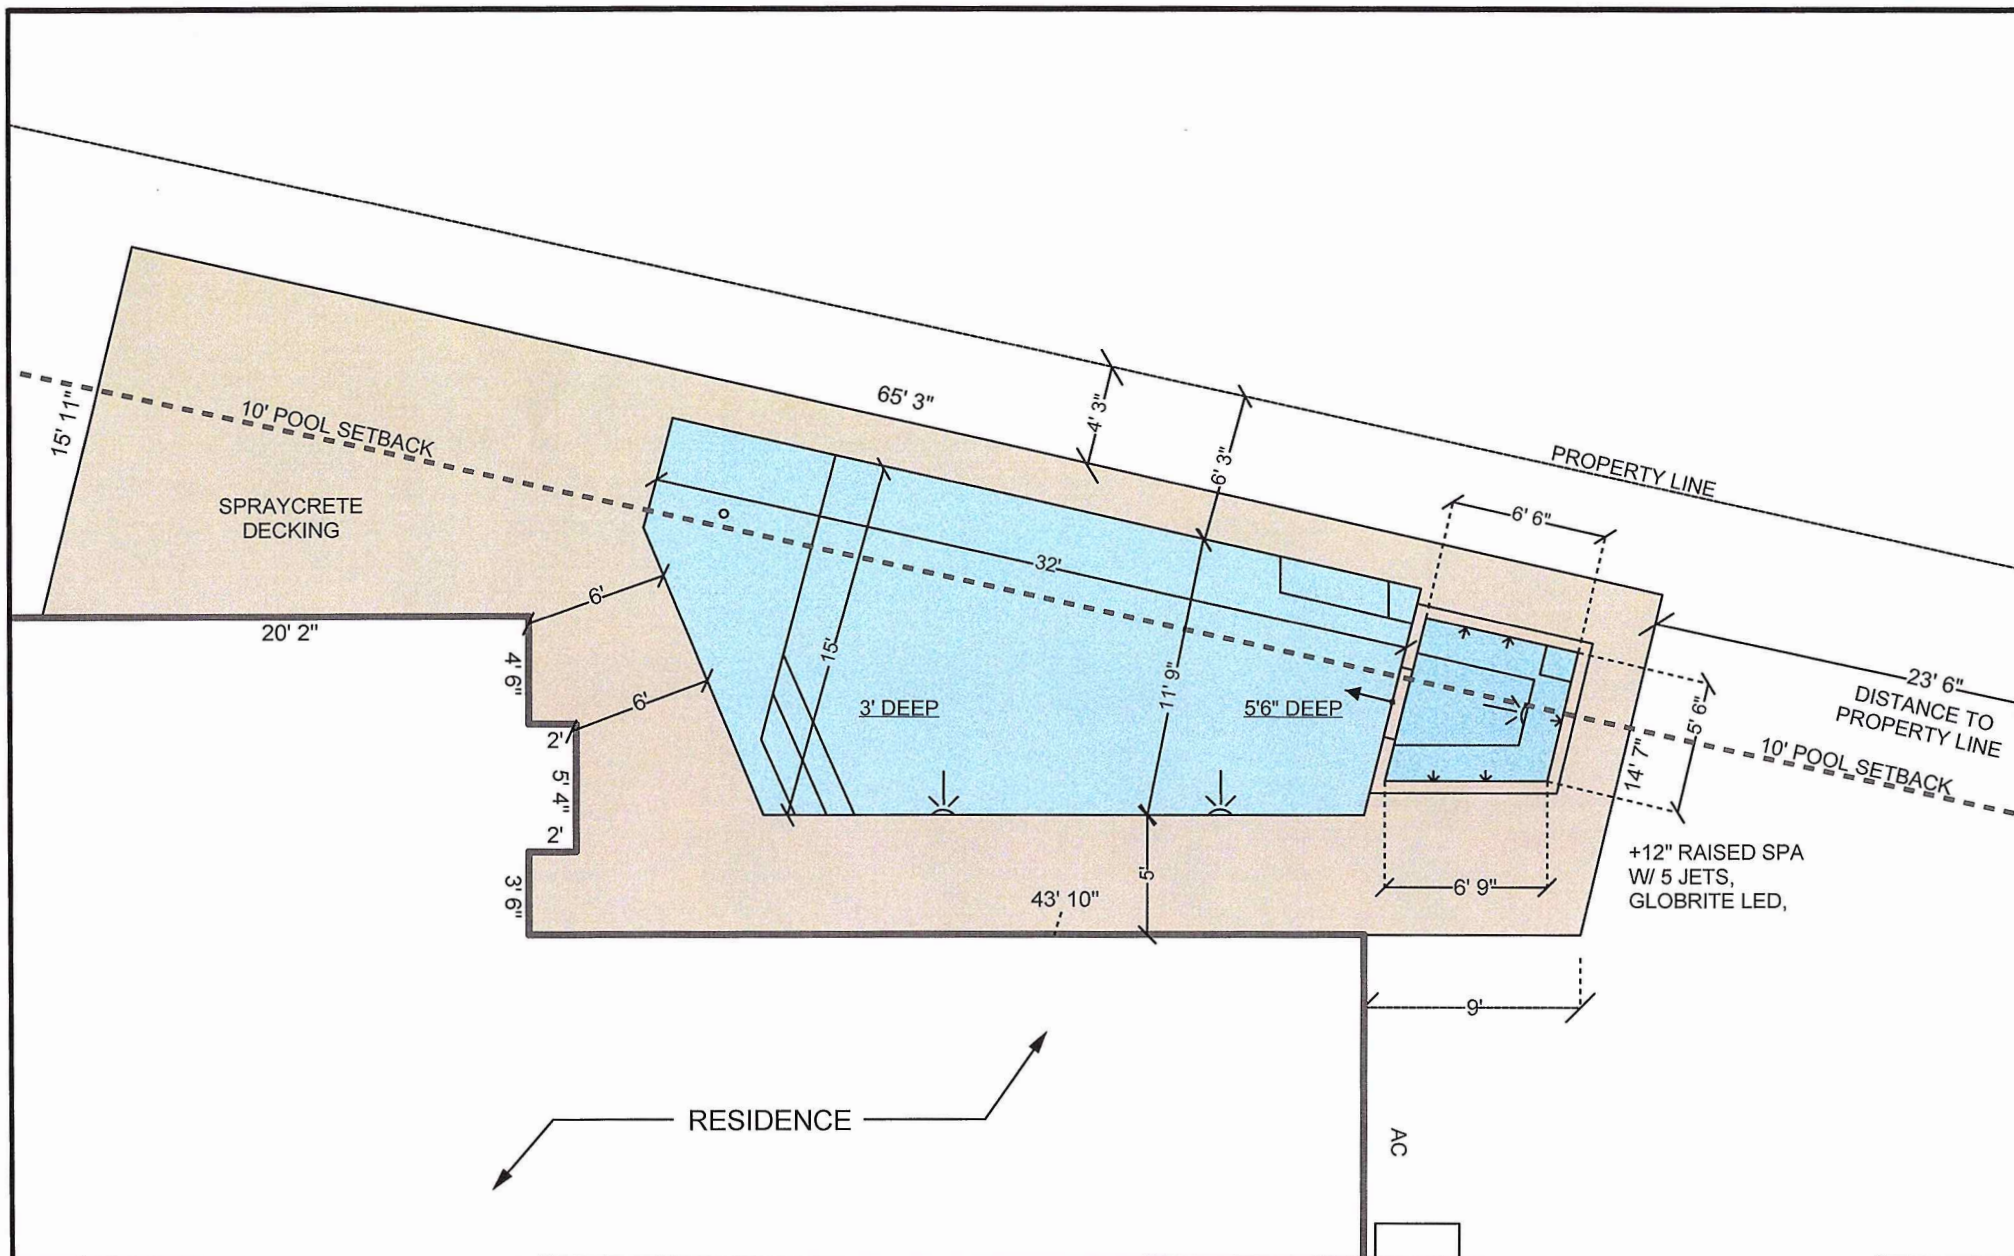 65' 3"
4' 3"
6' 3"
15' 11"
10' POOL SETBACK
SPRAYCRETE
DECKING
PROPERTY LINE
6' 6"
32'
6'
20' 2"
4' 6"
6'
15'
3' DEEP
11' 9"
5'6" DEEP
23' 6"
DISTANCE TO
PROPERTY LINE
5' 6"
14' 7"
10' POOL SETBACK
2'
5' 4"
2'
3' 6"
5'
43' 10"
6' 9"
+12" RAISED SPA
W/ 5 JETS,
GLOBRITE LED,
9'
RESIDENCE
AC